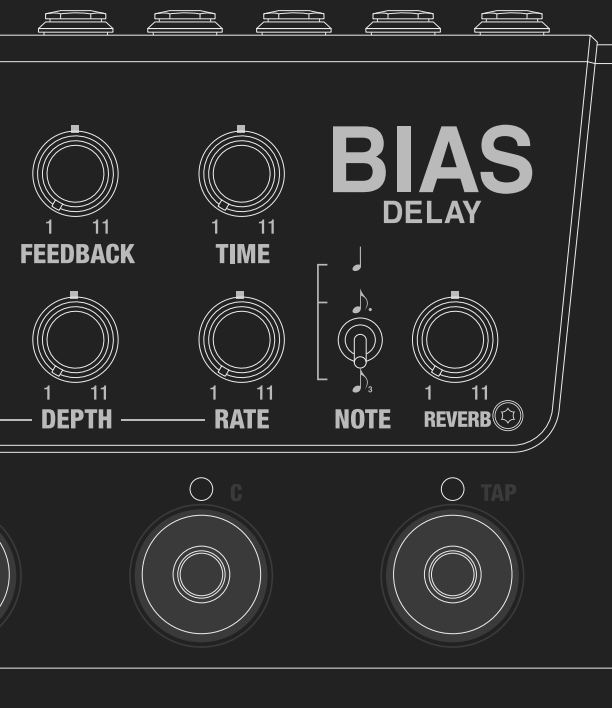 BIAS
DELAY
1 11
FEEDBACK
1 11
TIME
1 11
DEPTH
1 11
RATE
3
NOTE
1 11
REVERB
C
TAP